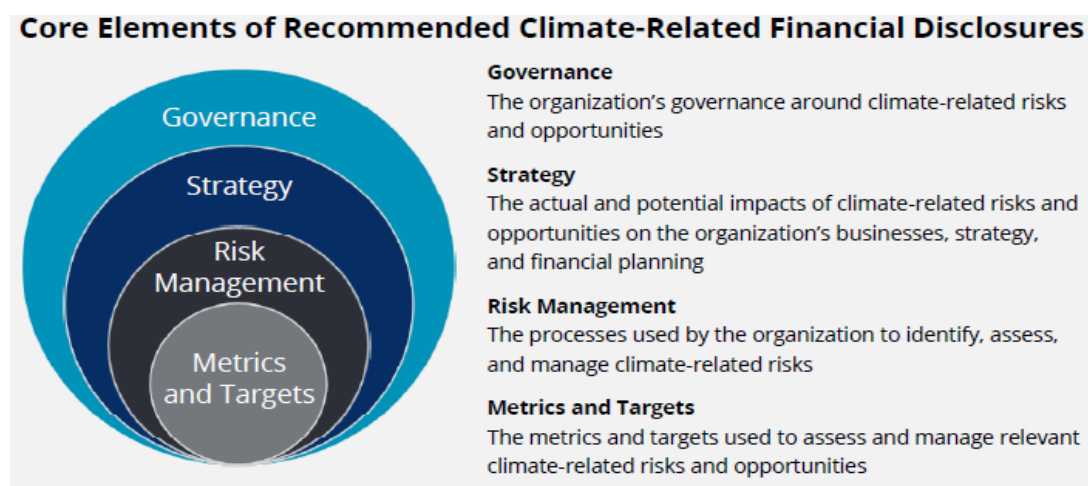 Core Elements of Recommended Climate-Related Financial Disclosures
Governance
Strategy
Risk
Management
Metrics
and Targets
Governance
The organization’s governance around climate-related risks
and opportunities
Strategy
The actual and potential impacts of climate-related risks and
opportunities on the organization’s businesses, strategy,
and financial planning
Risk Management
The processes used by the organization to identify, assess,
and manage climate-related risks
Metrics and Targets
The metrics and targets used to assess and manage relevant
climate-related risks and opportunities